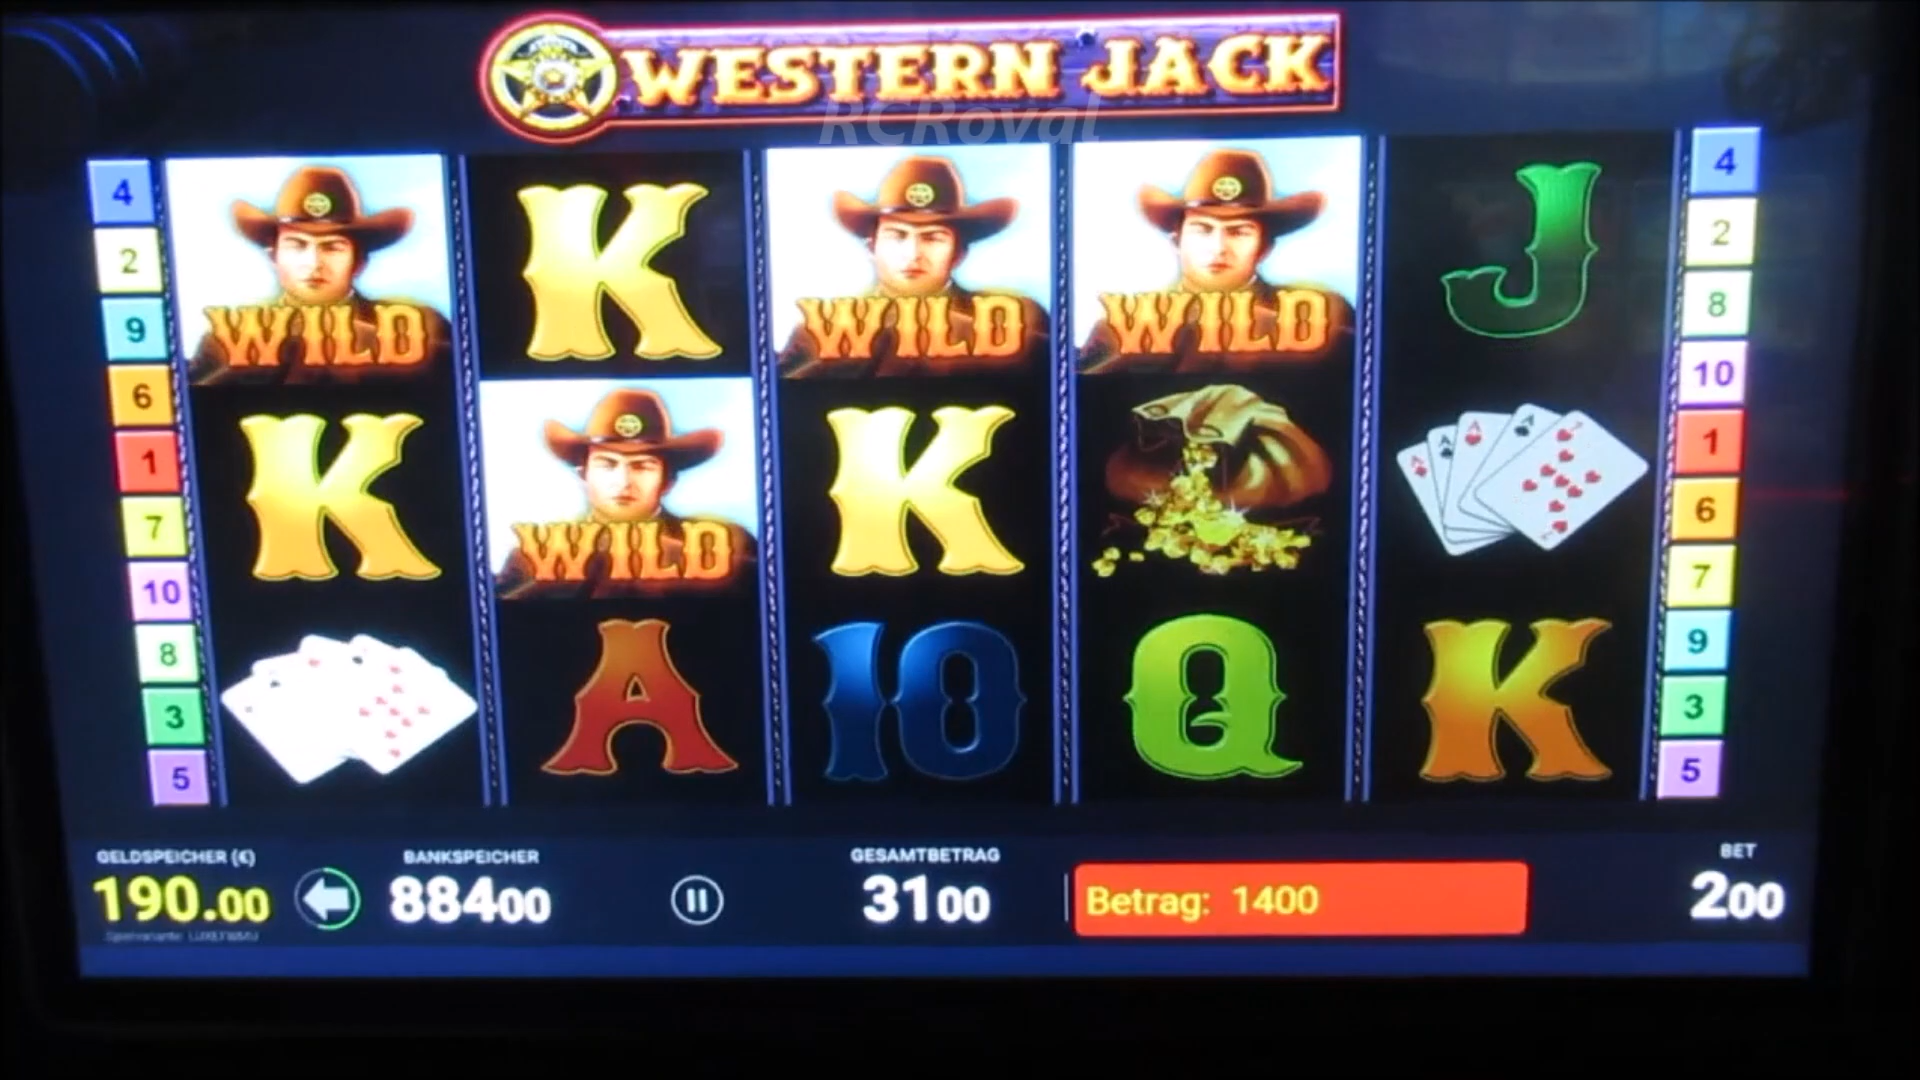 WESTERN JACK
RCRoyal
4 WILD K WILD WILD J 4
2 2
9 8
6 K WILD K 10
1 1
7 6
10 7
8 A 10 Q K 9
3 3
5 5
GELDSPEICHER (€) BANKSPEICHER GESAMTBETRAG BET
190.00 88400 3100 Betrag: 1400 200